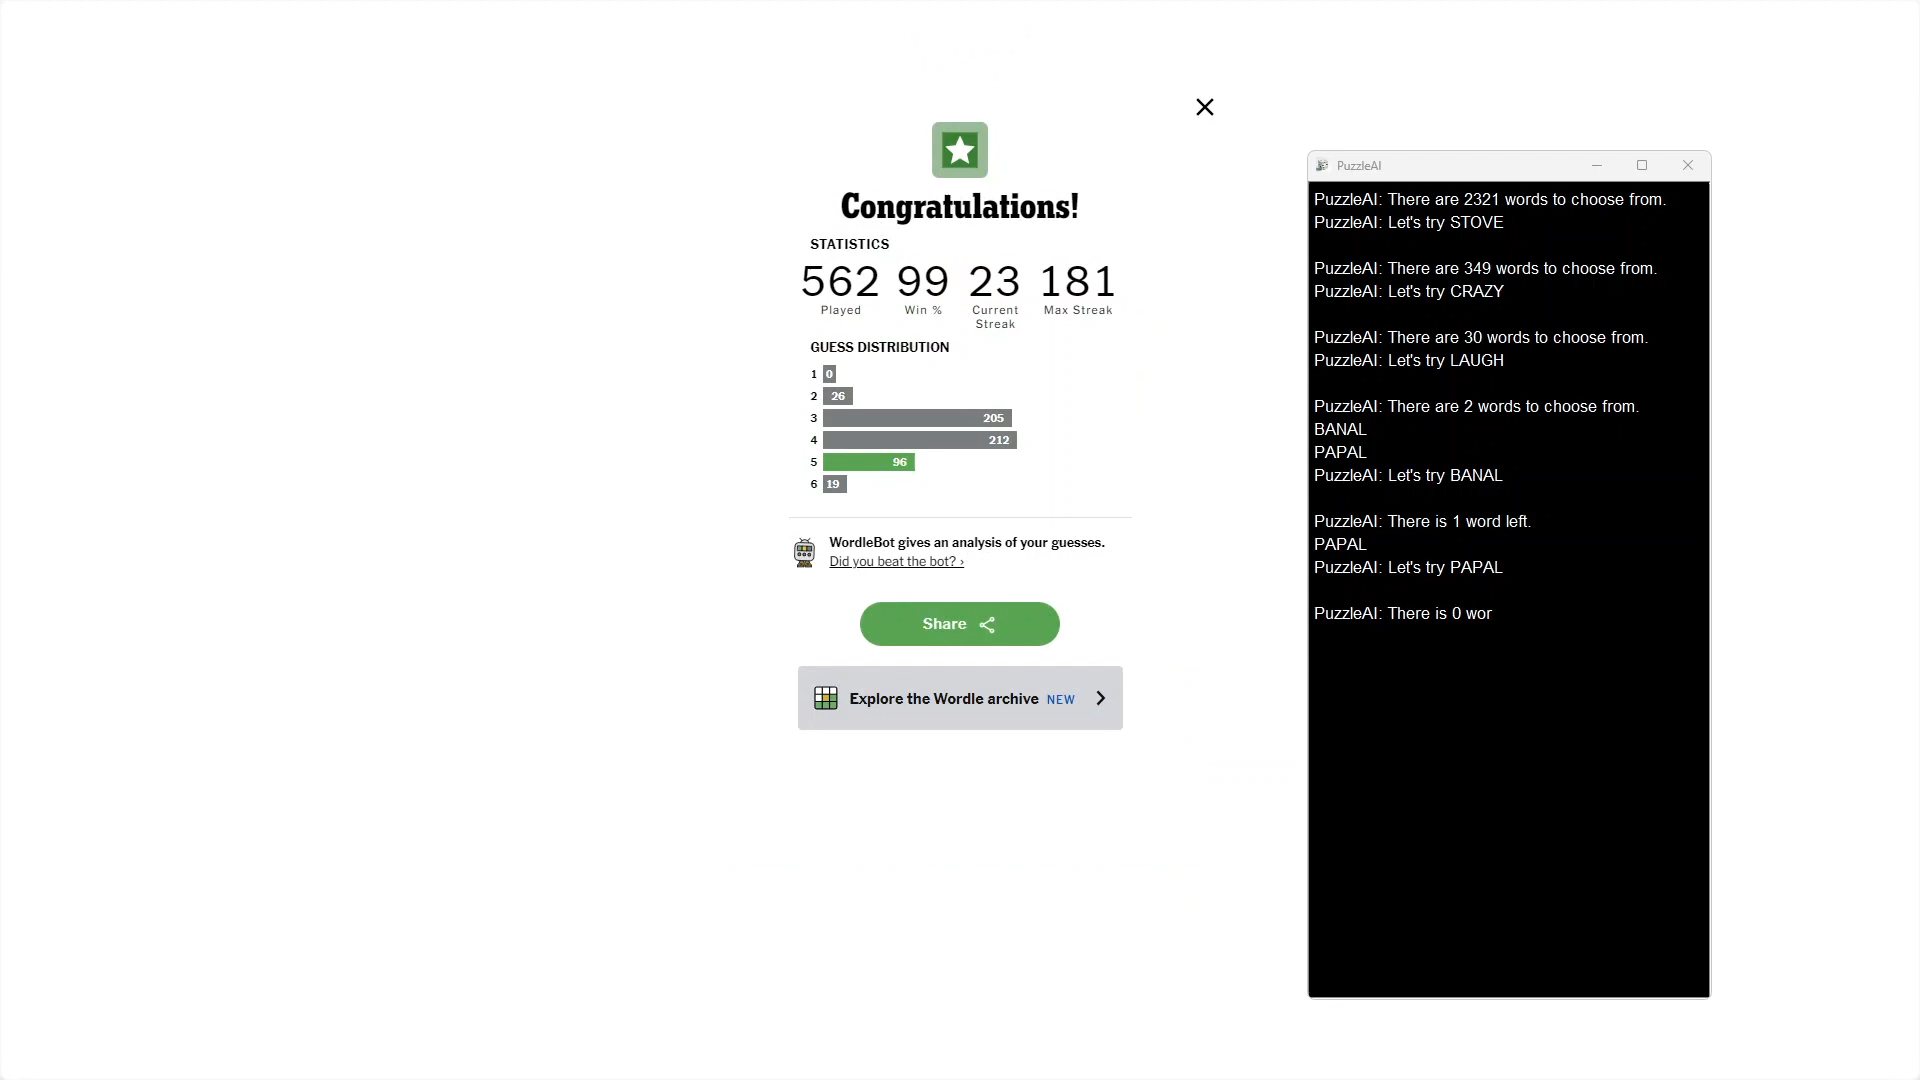 Congratulations!
STATISTICS
562 99 23 181
Played Win % Current Streak Max Streak
GUESS DISTRIBUTION
1 0
2 26
3 205
4 212
5 96
6 19
WordleBot gives an analysis of your guesses.
Did you beat the bot? ›
Share
Explore the Wordle archive NEW
PuzzleAI
PuzzleAI: There are 2321 words to choose from.
PuzzleAI: Let's try STOVE
PuzzleAI: There are 349 words to choose from.
PuzzleAI: Let's try CRAZY
PuzzleAI: There are 30 words to choose from.
PuzzleAI: Let's try LAUGH
PuzzleAI: There are 2 words to choose from.
BANAL
PAPAL
PuzzleAI: Let's try BANAL
PuzzleAI: There is 1 word left.
PAPAL
PuzzleAI: Let's try PAPAL
PuzzleAI: There is 0 wor